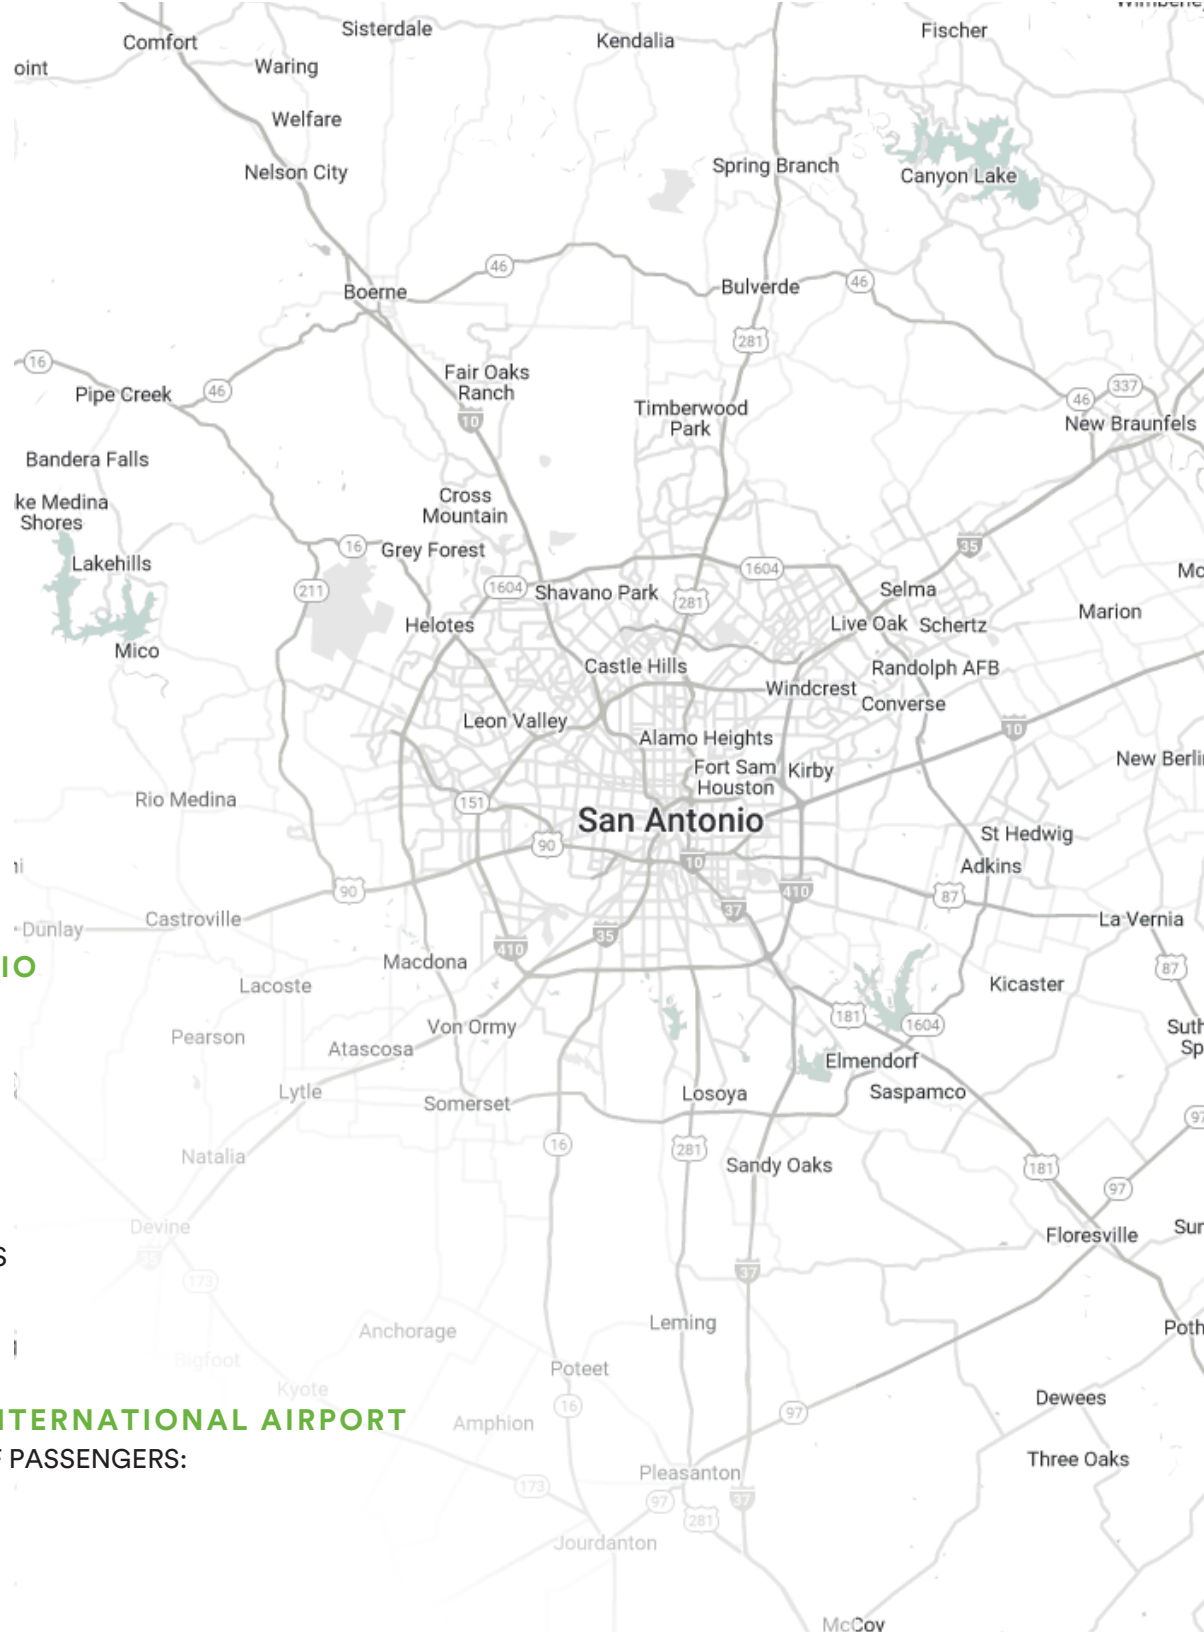 Comfort
Sisterdale
Kendalia
Fischer
oint
Waring
Welfare
Nelson City
Spring Branch
Canyon Lake
46
Boerne
Bulverde
46
281
16
Pipe Creek
46
Fair Oaks
Ranch
10
Timberwood
Park
46
337
New Braunfels
Bandera Falls
ke Medina
Shores
Cross
Mountain
Lakehills
16
Grey Forest
35
211
1604
Shavano Park
1604
281
Selma
Mc
Marion
Helotes
Live Oak
Schertz
Mico
Castle Hills
Randolph AFB
Windcrest
Converse
Leon Valley
Alamo Heights
10
New Berli
Fort Sam
Houston
Kirby
Rio Medina
151
San Antonio
St Hedwig
90
10
Adkins
90
410
87
37
Castroville
La Vernia
Dunlay
35
410
IO
Macdona
87
Lacoste
Kicaster
Von Ormy
181
1604
Suth
Sp
Pearson
Atascosa
Elmendorf
Lytle
Somerset
Losoya
Saspamco
97
16
281
Natalia
Sandy Oaks
181
97
Devine
35
Floresville
Sur
S
173
37
Anchorage
Leming
Poth
Bigfoot
Poteet
Kyote
16
Dewees
NTERNATIONAL AIRPORT
Amphion
97
F PASSENGERS:
Three Oaks
Pleasanton
173
97
37
281
Jourdanton
McCoy